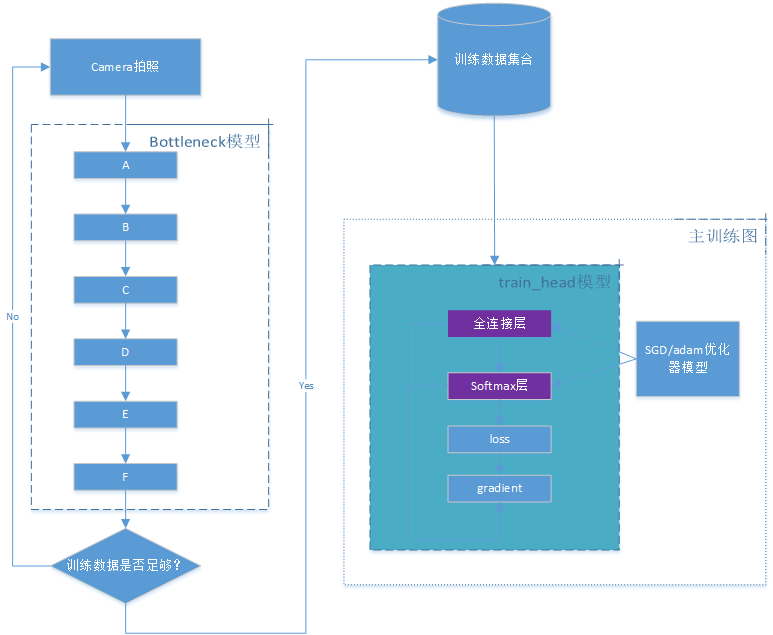 Camera拍照
Bottleneck模型
A
B
C
D
E
F
训练数据是否足够？
No
Yes
训练数据集合
主训练图
train_head模型
全连接层
Softmax层
loss
gradient
SGD/adam优化
器模型